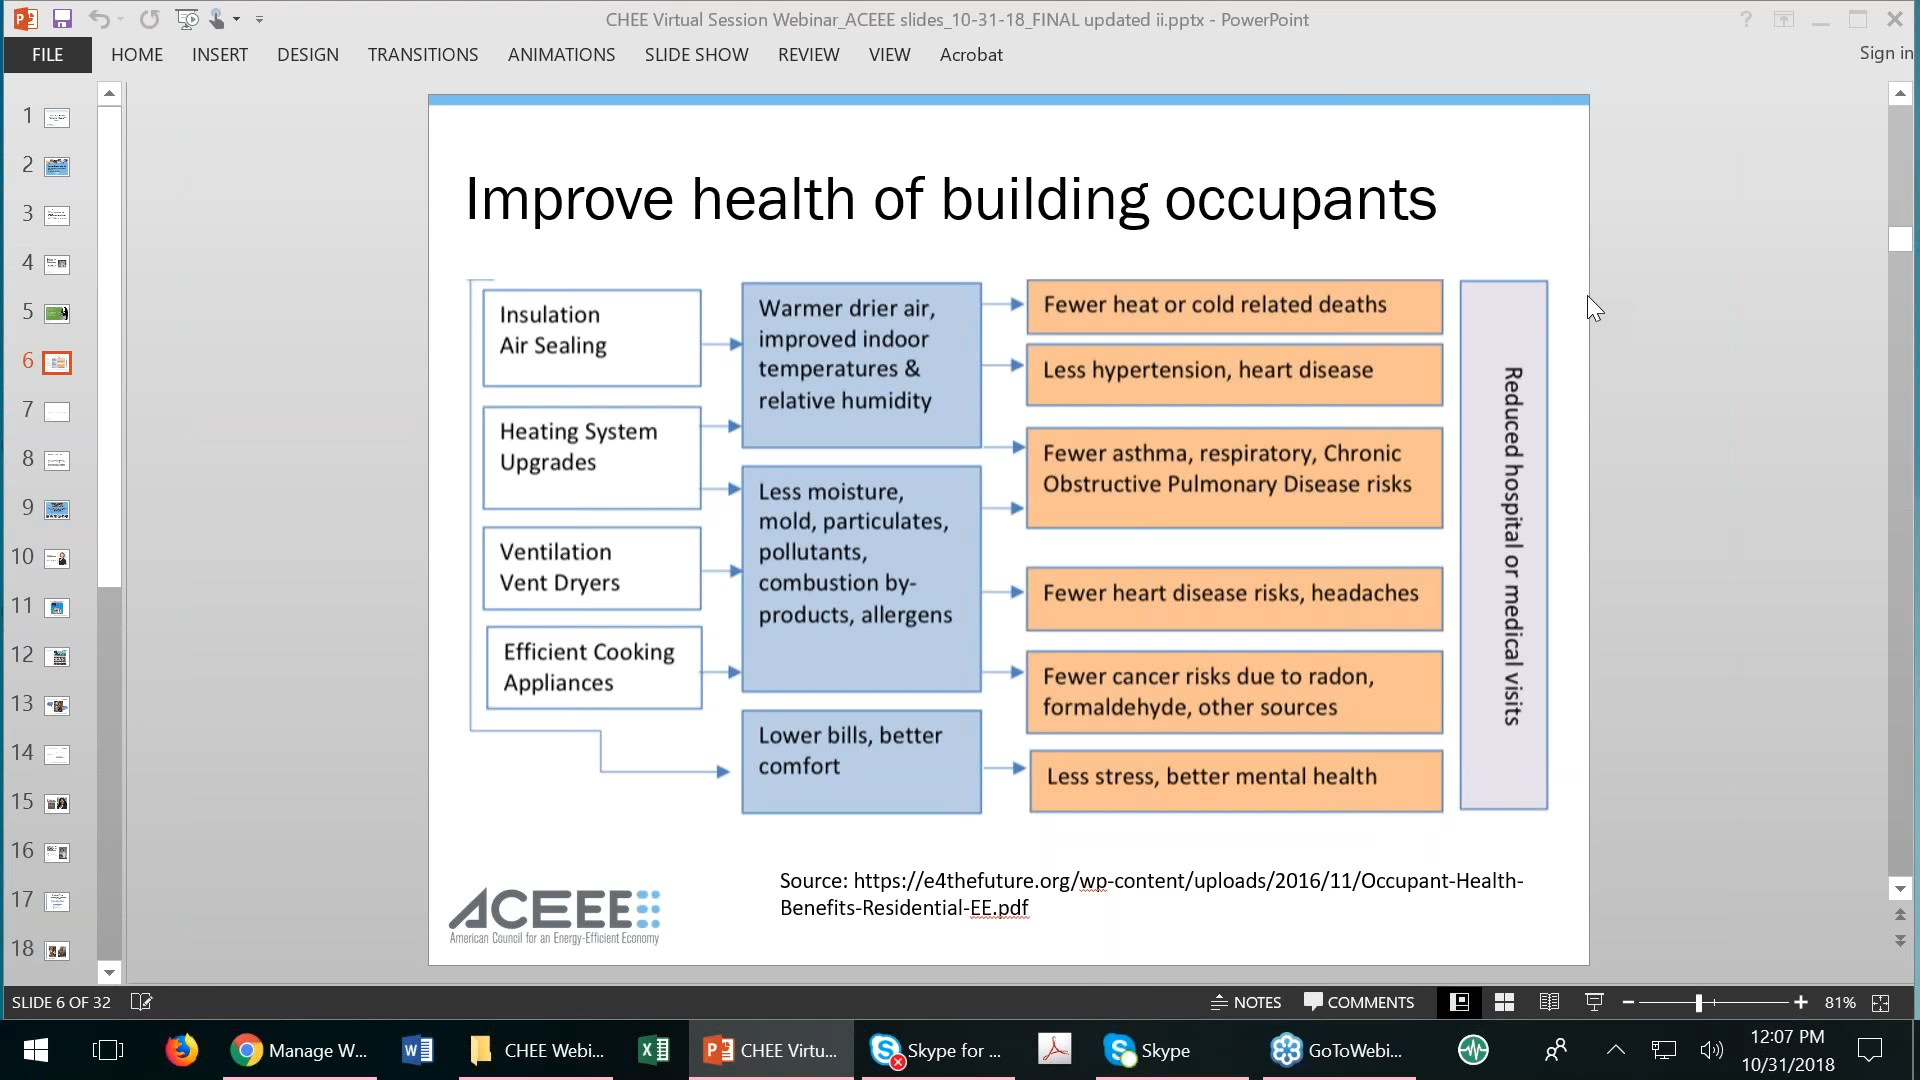 CHEE Virtual Session Webinar_ACEEE slides_10-31-18_FINAL updated ii.pptx - PowerPoint
?
FILE HOME INSERT DESIGN TRANSITIONS ANIMATIONS SLIDE SHOW REVIEW VIEW Acrobat
Sign in
1
2
3
4
5
6
7
8
9
10
11
12
13
14
15
16
17
18
Improve health of building occupants
Insulation
Air Sealing
Heating System
Upgrades
Ventilation
Vent Dryers
Efficient Cooking
Appliances
Warmer drier air,
improved indoor
temperatures &
relative humidity
Less moisture,
mold, particulates,
pollutants,
combustion by-
products, allergens
Lower bills, better
comfort
Fewer heat or cold related deaths
Less hypertension, heart disease
Fewer asthma, respiratory, Chronic
Obstructive Pulmonary Disease risks
Fewer heart disease risks, headaches
Fewer cancer risks due to radon,
formaldehyde, other sources
Less stress, better mental health
Reduced hospital or medical visits
Source: https://e4thefuture.org/wp-content/uploads/2016/11/Occupant-Health-
Benefits-Residential-EE.pdf
ACEEE
American Council for an Energy-Efficient Economy
SLIDE 6 OF 32
NOTES
COMMENTS
81%
Manage W...
CHEE Webi...
CHEE Virtu...
Skype for ...
Skype
GoToWebi...
12:07 PM
10/31/2018